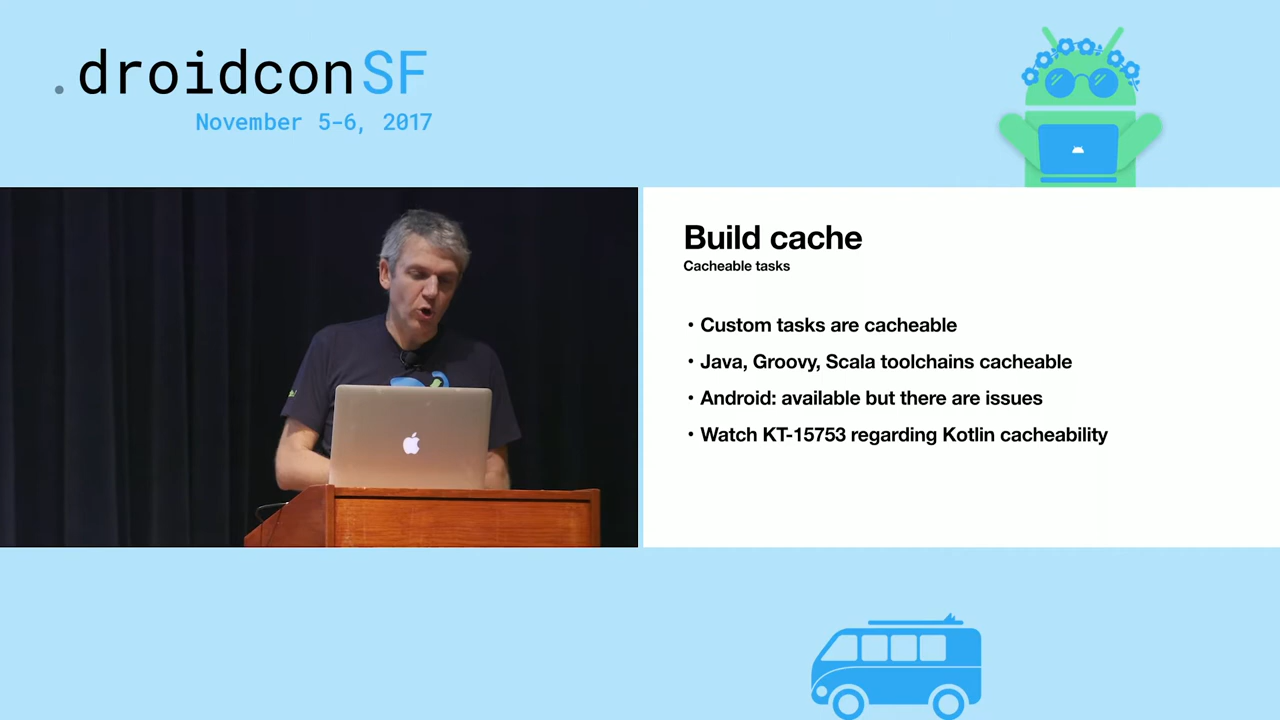 .droidconSF
November 5-6, 2017
Build cache
Cacheable tasks
• Custom tasks are cacheable
• Java, Groovy, Scala toolchains cacheable
• Android: available but there are issues
• Watch KT-15753 regarding Kotlin cacheability